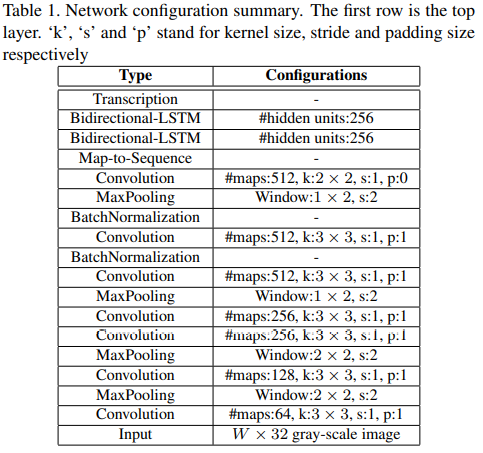 Table 1. Network configuration summary. The first row is the top
layer. ‘k’, ‘s’ and ‘p’ stand for kernel size, stride and padding size
respectively
Type Configurations
Transcription -
Bidirectional-LSTM #hidden units:256
Bidirectional-LSTM #hidden units:256
Map-to-Sequence -
Convolution #maps:512, k:2 × 2, s:1, p:0
MaxPooling Window:1 × 2, s:2
BatchNormalization -
Convolution #maps:512, k:3 × 3, s:1, p:1
BatchNormalization -
Convolution #maps:512, k:3 × 3, s:1, p:1
MaxPooling Window:1 × 2, s:2
Convolution #maps:256, k:3 × 3, s:1, p:1
Convolution #maps:256, k:3 × 3, s:1, p:1
MaxPooling Window:2 × 2, s:2
Convolution #maps:128, k:3 × 3, s:1, p:1
MaxPooling Window:2 × 2, s:2
Convolution #maps:64, k:3 × 3, s:1, p:1
Input W × 32 gray-scale image